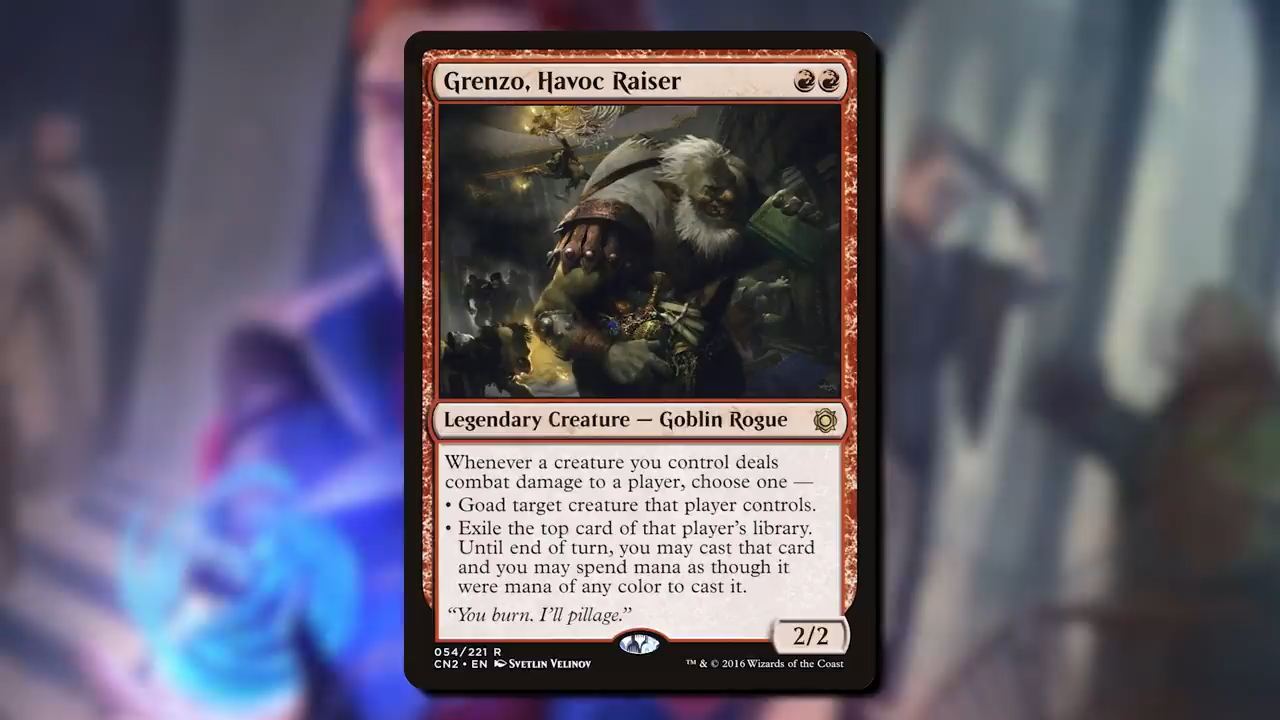 Grenzo, Havoc Raiser
Legendary Creature — Goblin Rogue
Whenever a creature you control deals
combat damage to a player, choose one —
• Goad target creature that player controls.
• Exile the top card of that player's library.
Until end of turn, you may cast that card
and you may spend mana as though it
were mana of any color to cast it.
“You burn. I'll pillage.”
2/2
054/221 R
CN2 • EN Svetlin Velinov
™ & © 2016 Wizards of the Coast